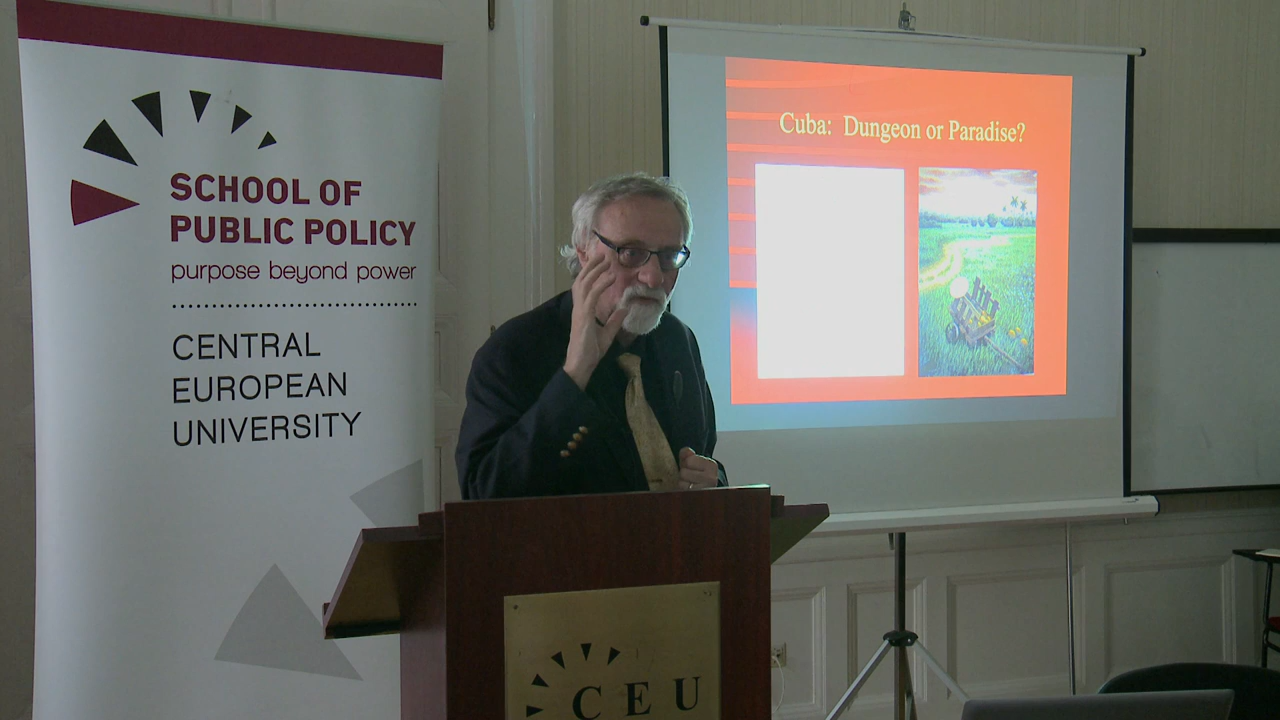 SCHOOL OF
PUBLIC POLICY
purpose beyond power
CENTRAL
EUROPEAN
UNIVERSITY
Cuba: Dungeon or Paradise?
CEU